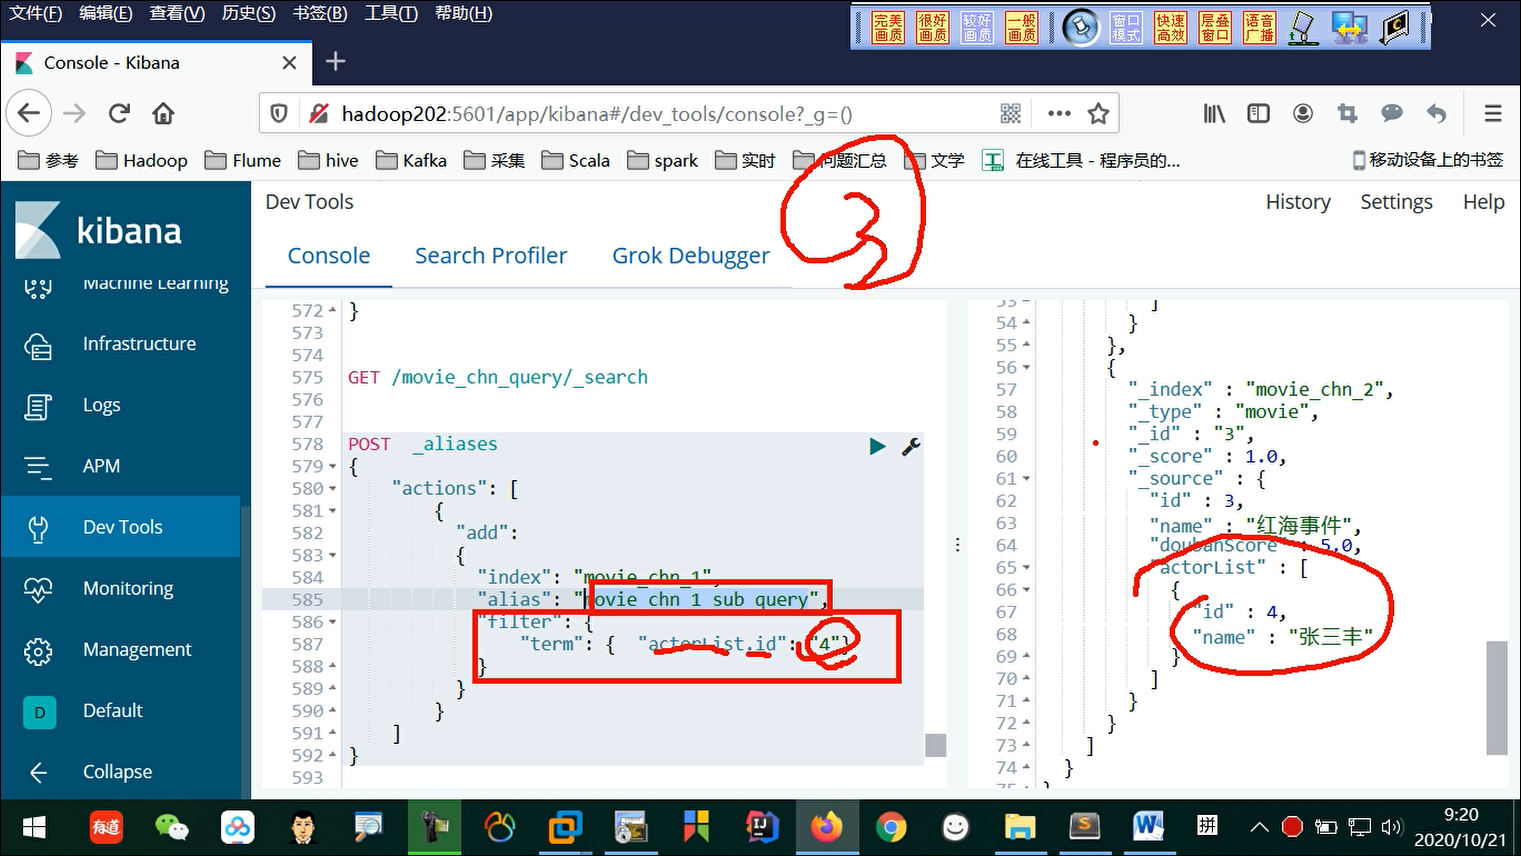 文件(F) 编辑(E) 查看(V) 历史(S) 书签(B) 工具(T) 帮助(H)
完美画质 很好画质 较好画质 一般画质 窗口模式 快速高效 层叠窗口 语音广播
Console - Kibana
hadoop202:5601/app/kibana#/dev_tools/console?_g=()
参考 Hadoop Flume hive Kafka 采集 Scala spark 实时 问题汇总 文学 在线工具 - 程序员的... 移动设备上的书签
kibana
Machine Learning
Infrastructure
Logs
APM
Dev Tools
Monitoring
Management
D Default
Collapse
Dev Tools
History Settings Help
Console Search Profiler Grok Debugger
3
572 }
573
574
575 GET /movie_chn_query/_search
576
577
578 POST _aliases
579 {
580 "actions": [
581 {
582 "add":
583 {
584 "index": "movie_chn_1",
585 "alias": "movie_chn_1_sub_query",
586 "filter": {
587 "term": { "actorList.id": "4"}
588 }
589 }
590 }
591 ]
592 }
593
53 ]
54 }
55 },
56 {
57 "_index" : "movie_chn_2",
58 "_type" : "movie",
59 "_id" : "3",
60 "_score" : 1.0,
61 "_source" : {
62 "id" : 3,
63 "name" : "红海事件",
64 "doubanScore" : 5.0,
65 "actorList" : [
66 {
67 "id" : 4,
68 "name" : "张三丰"
69 }
70 ]
71 }
72 }
73 ]
74 }
75 }
有道
拼
9:20
2020/10/21